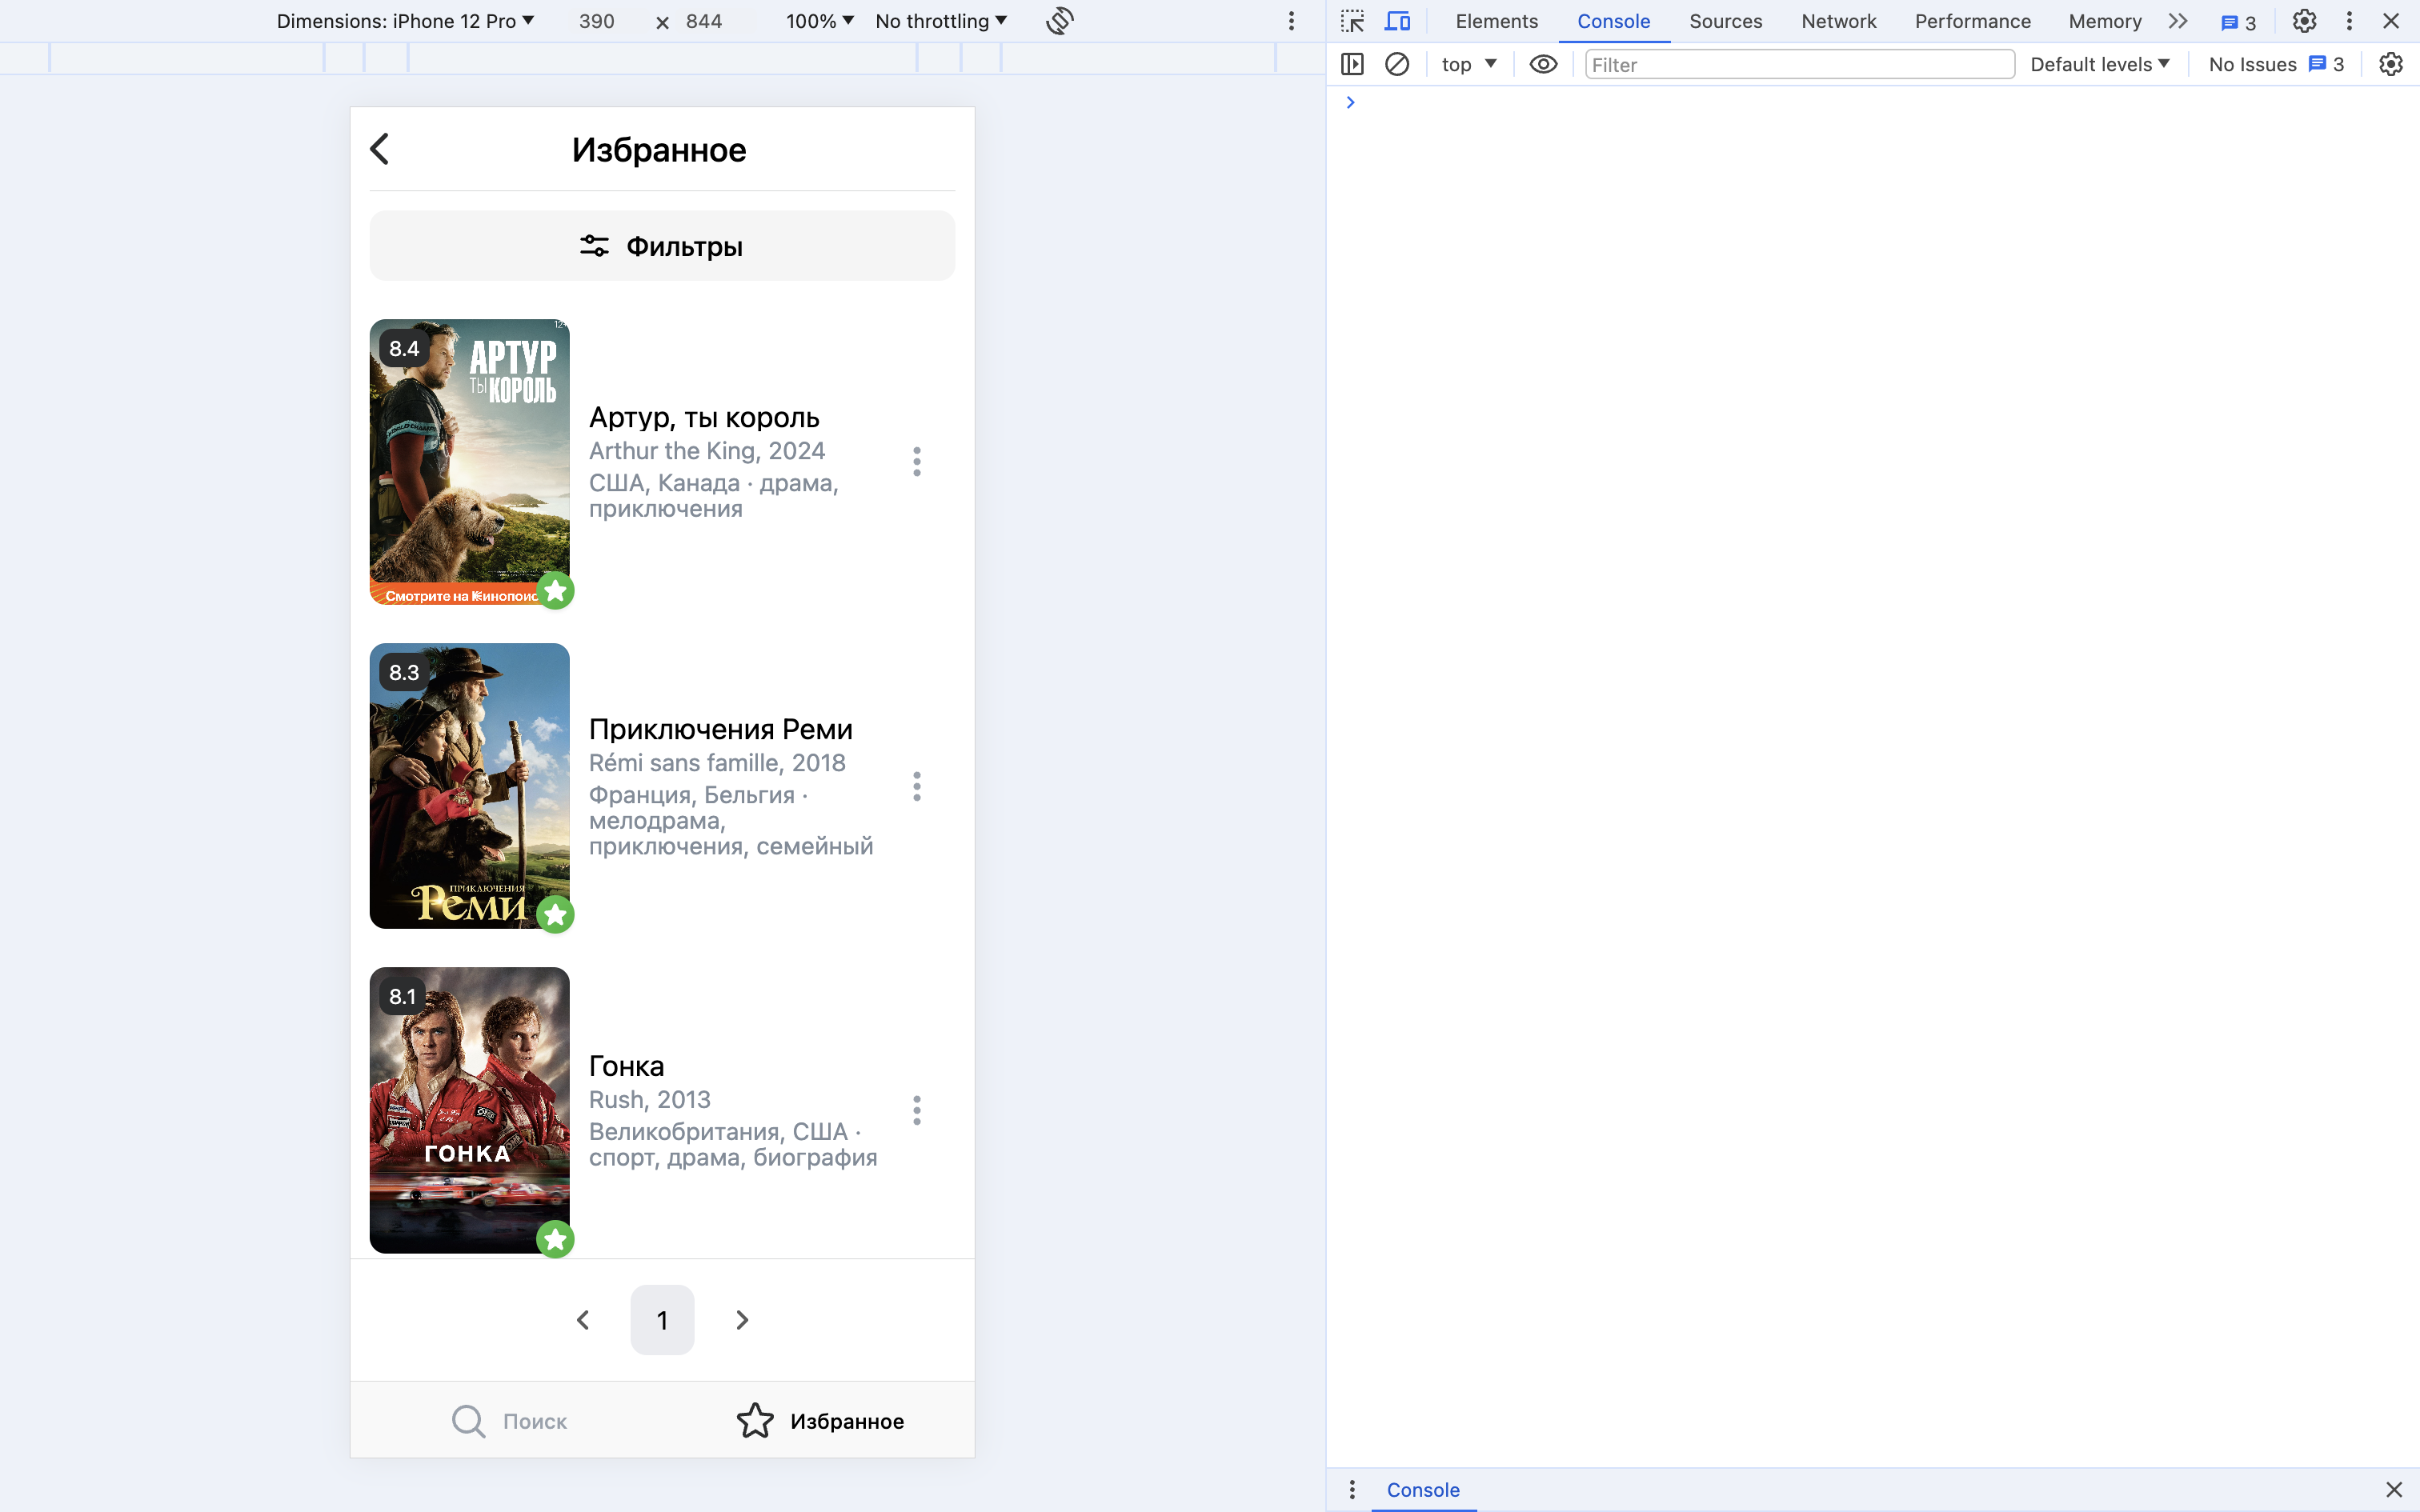 Dimensions: iPhone 12 Pro 390 × 844 100% No throttling
Elements Console Sources Network Performance Memory 3
top Filter Default levels No Issues 3
Избранное
Фильтры
8.4
12+
АРТУР
ТЫ КОРОЛЬ
Смотрите на Кинопоис
Артур, ты король
Arthur the King, 2024
США, Канада · драма,
приключения
8.3
ПРИКЛЮЧЕНИЯ
Реми
Приключения Реми
Rémi sans famille, 2018
Франция, Бельгия ·
мелодрама,
приключения, семейный
8.1
ГОНКА
Гонка
Rush, 2013
Великобритания, США ·
спорт, драма, биография
1
Поиск
Избранное
Console